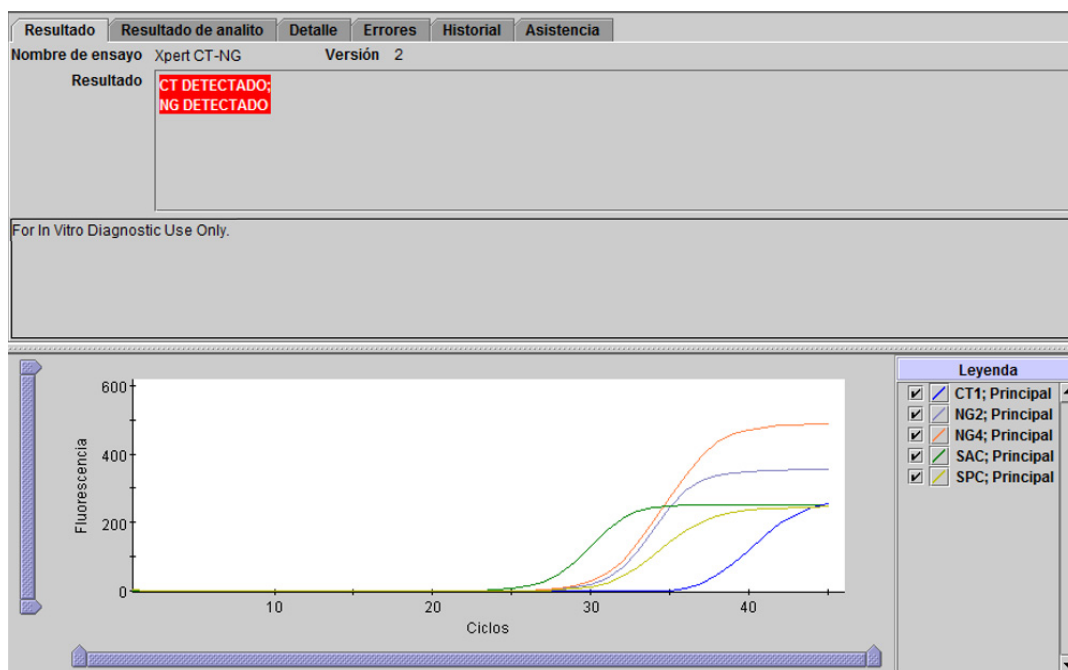 Resultado Resultado de analito Detalle Errores Historial Asistencia
Nombre de ensayo Xpert CT-NG Versión 2
Resultado
CT DETECTADO;
NG DETECTADO
For In Vitro Diagnostic Use Only.
600
400
200
0
10 20 30 40
Fluorescencia
Ciclos
Leyenda
CT1; Principal
NG2; Principal
NG4; Principal
SAC; Principal
SPC; Principal